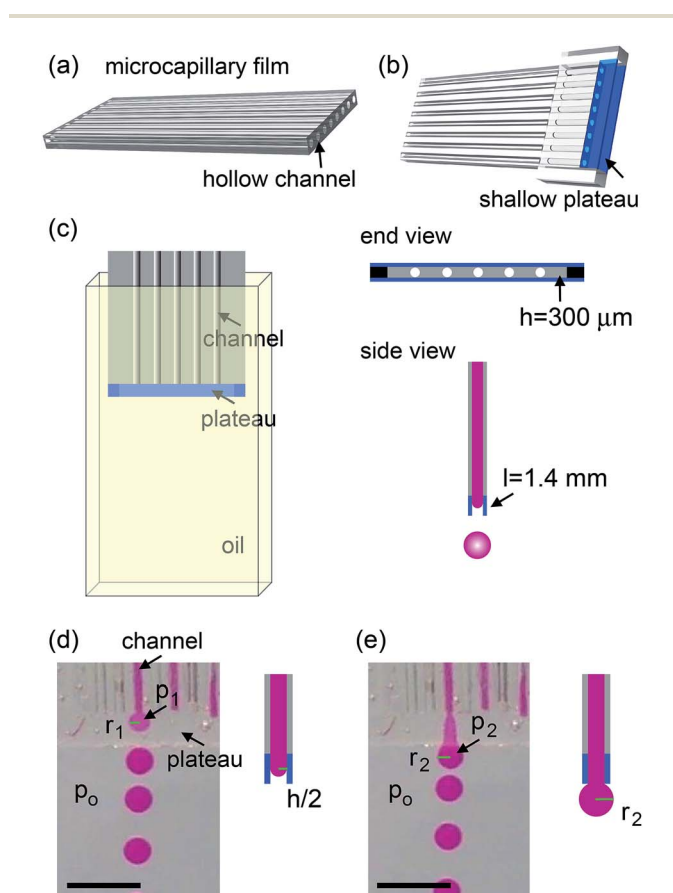 (a) microcapillary film
hollow channel
(b)
shallow plateau
(c)
channel
plateau
oil
end view
h=300 μm
side view
l=1.4 mm
(d)
channel
p1
r1
plateau
po
h/2
(e)
p2
r2
po
r2